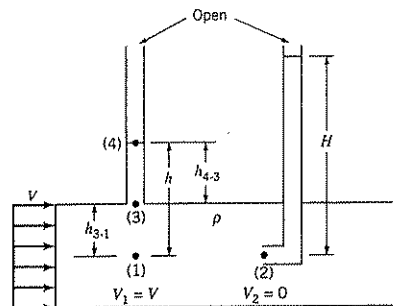 Open
(4)
H
h
h4-3
V
(3)
ρ
h3-1
(1)
(2)
V1 = V
V2 = 0